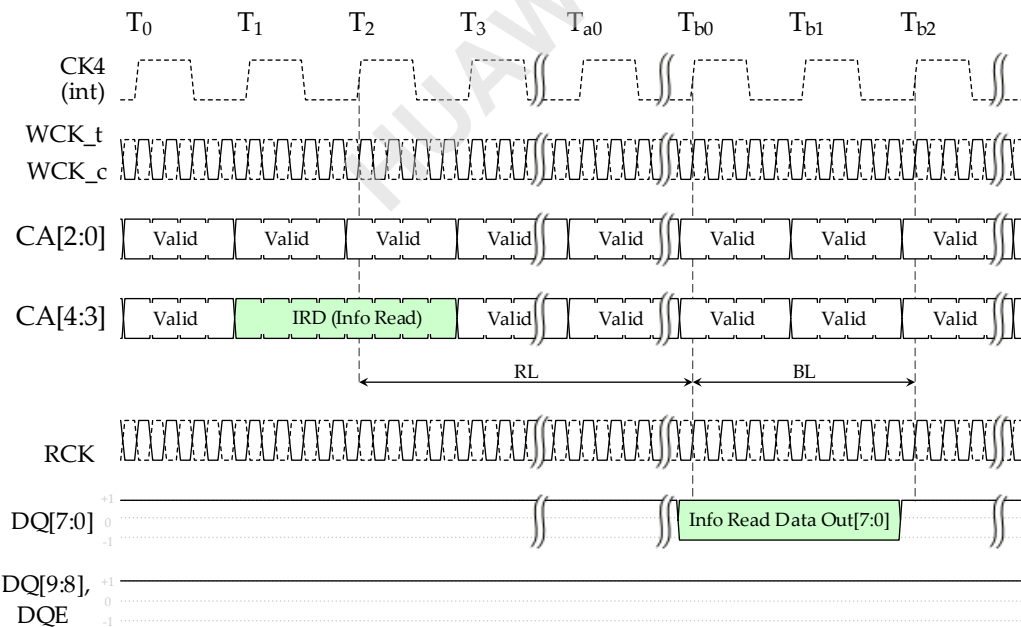 T0 T1 T2 T3 Ta0 Tb0 Tb1 Tb2
CK4
(int)
WCK_t
WCK_c
CA[2:0] Valid Valid Valid Valid Valid Valid Valid Valid
CA[4:3] Valid IRD (Info Read) Valid Valid Valid Valid Valid
RL BL
RCK
DQ[7:0] +1 0 -1 Info Read Data Out[7:0]
DQ[9:8],
DQE +1 0 -1
HUAW